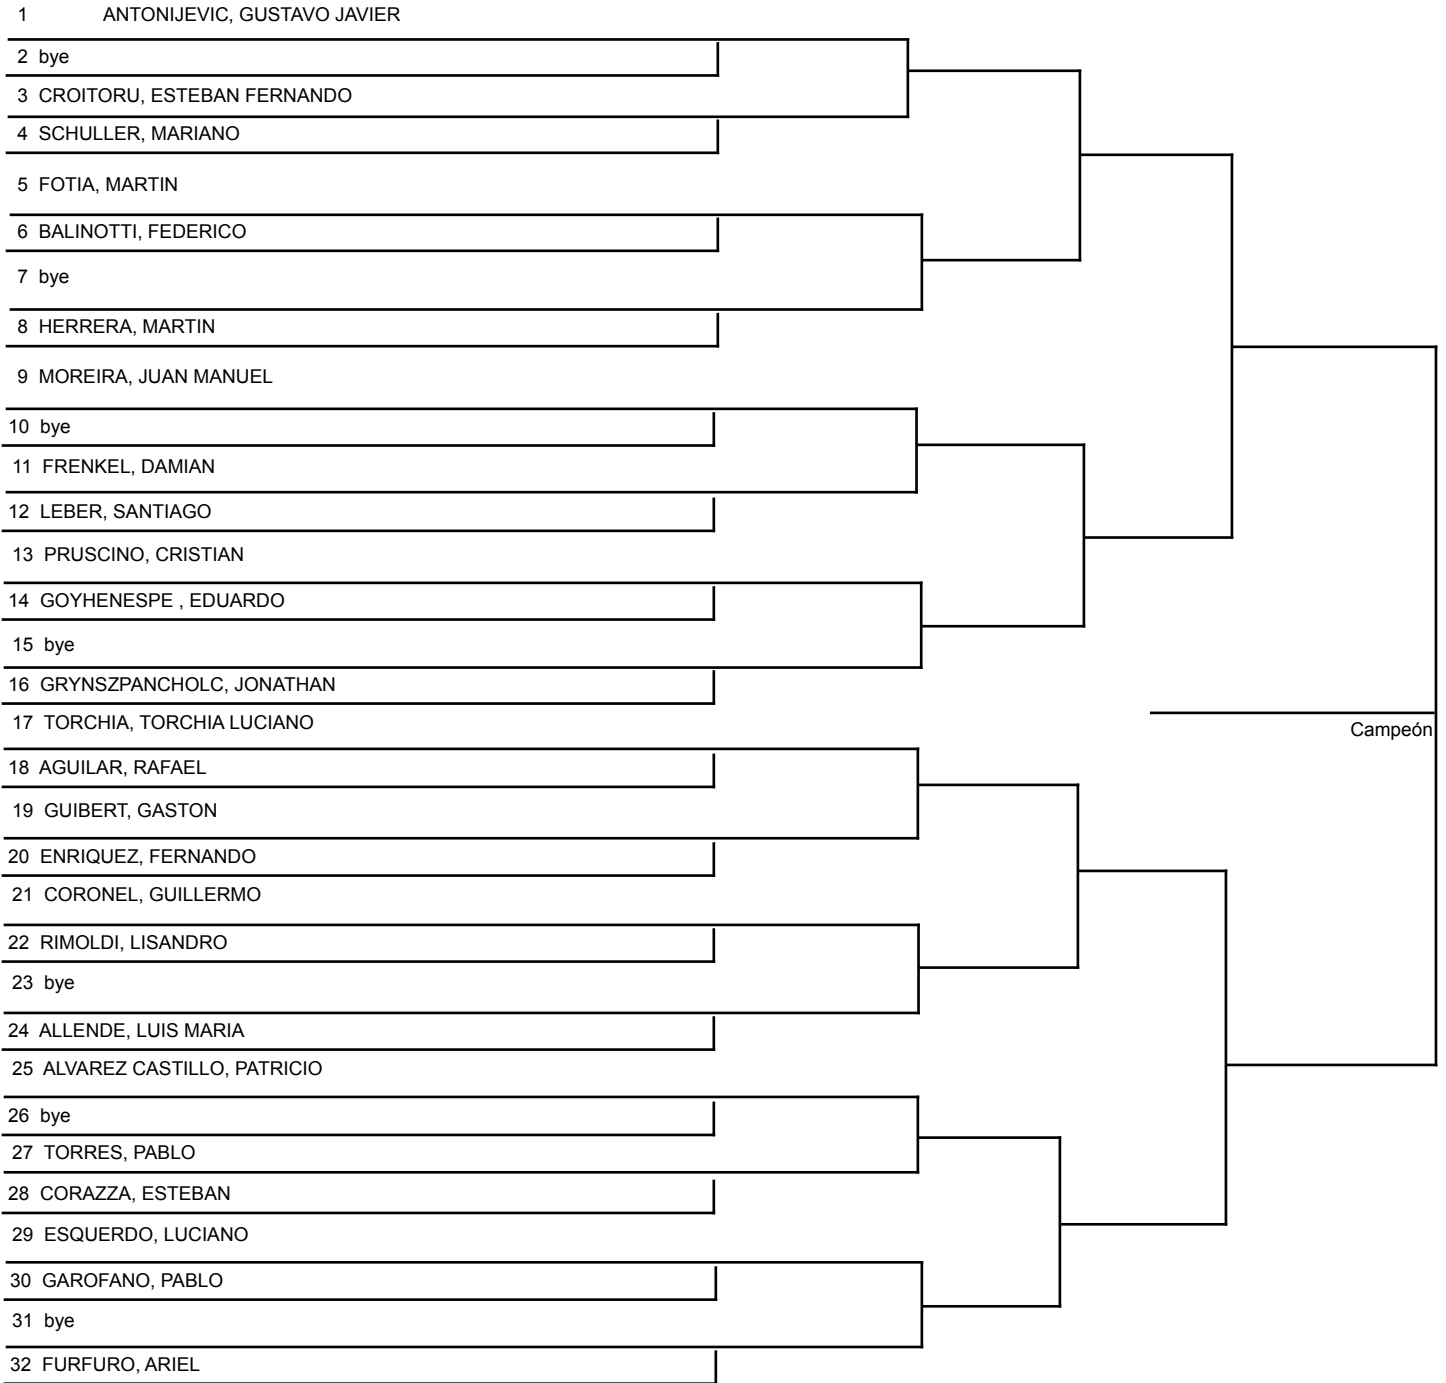 1 ANTONIJEVIC, GUSTAVO JAVIER
2 bye
3 CROITORU, ESTEBAN FERNANDO
4 SCHULLER, MARIANO
5 FOTIA, MARTIN
6 BALINOTTI, FEDERICO
7 bye
8 HERRERA, MARTIN
9 MOREIRA, JUAN MANUEL
10 bye
11 FRENKEL, DAMIAN
12 LEBER, SANTIAGO
13 PRUSCINO, CRISTIAN
14 GOYHENESPE , EDUARDO
15 bye
16 GRYNSZPANCHOLC, JONATHAN
17 TORCHIA, TORCHIA LUCIANO
Campeón
18 AGUILAR, RAFAEL
19 GUIBERT, GASTON
20 ENRIQUEZ, FERNANDO
21 CORONEL, GUILLERMO
22 RIMOLDI, LISANDRO
23 bye
24 ALLENDE, LUIS MARIA
25 ALVAREZ CASTILLO, PATRICIO
26 bye
27 TORRES, PABLO
28 CORAZZA, ESTEBAN
29 ESQUERDO, LUCIANO
30 GAROFANO, PABLO
31 bye
32 FURFURO, ARIEL